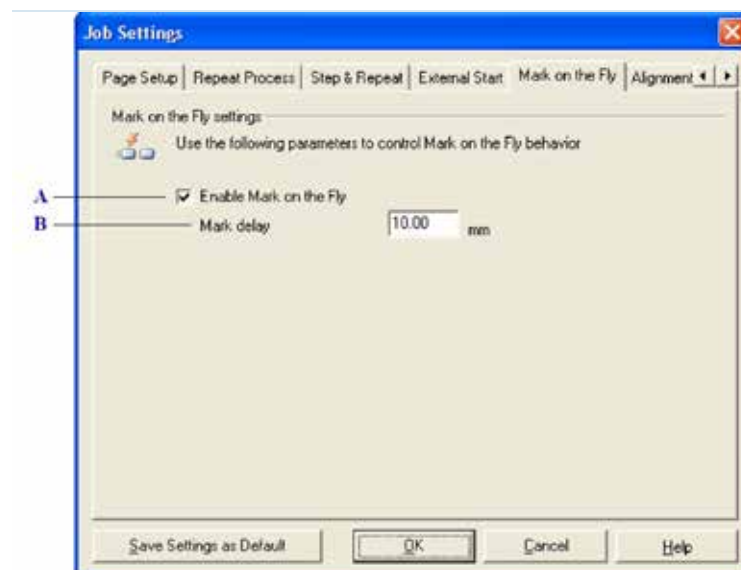 Job Settings
Page Setup Repeat Process Step & Repeat External Start Mark on the Fly Alignment
Mark on the Fly settings
Use the following parameters to control Mark on the Fly behavior
A Enable Mark on the Fly
B Mark delay 10.00 mm
Save Settings as Default OK Cancel Help